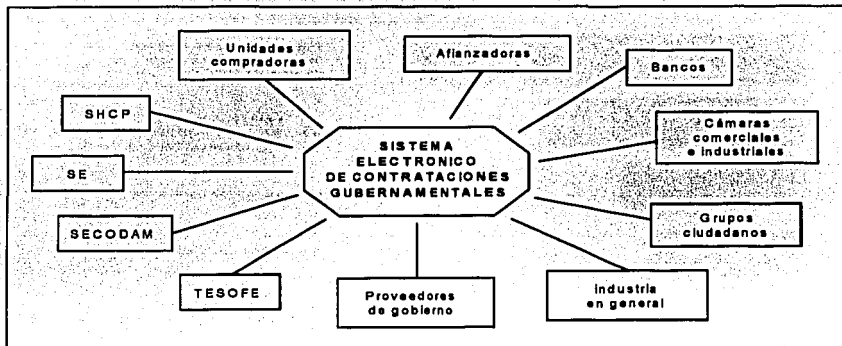 Unidades
compradoras
Afianzadoras
Bancos
SHCP
Cámaras
comerciales
e industriales
SISTEMA
ELECTRONICO
DE CONTRATACIONES
GUBERNAMENTALES
SE
SECODAM
Grupos
ciudadanos
TESOFE
Proveedores
de gobierno
Industria
en general